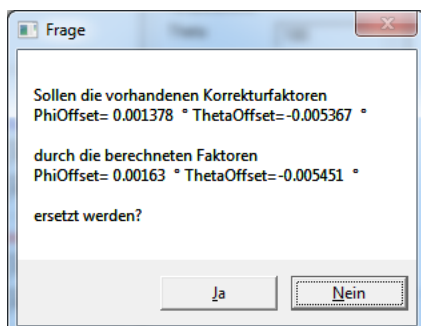 Frage
Sollen die vorhandenen Korrekturfaktoren
PhiOffset= 0.001378 ° ThetaOffset=-0.005367 °
durch die berechneten Faktoren
PhiOffset= 0.00163 ° ThetaOffset=-0.005451 °
ersetzt werden?
Ja
Nein